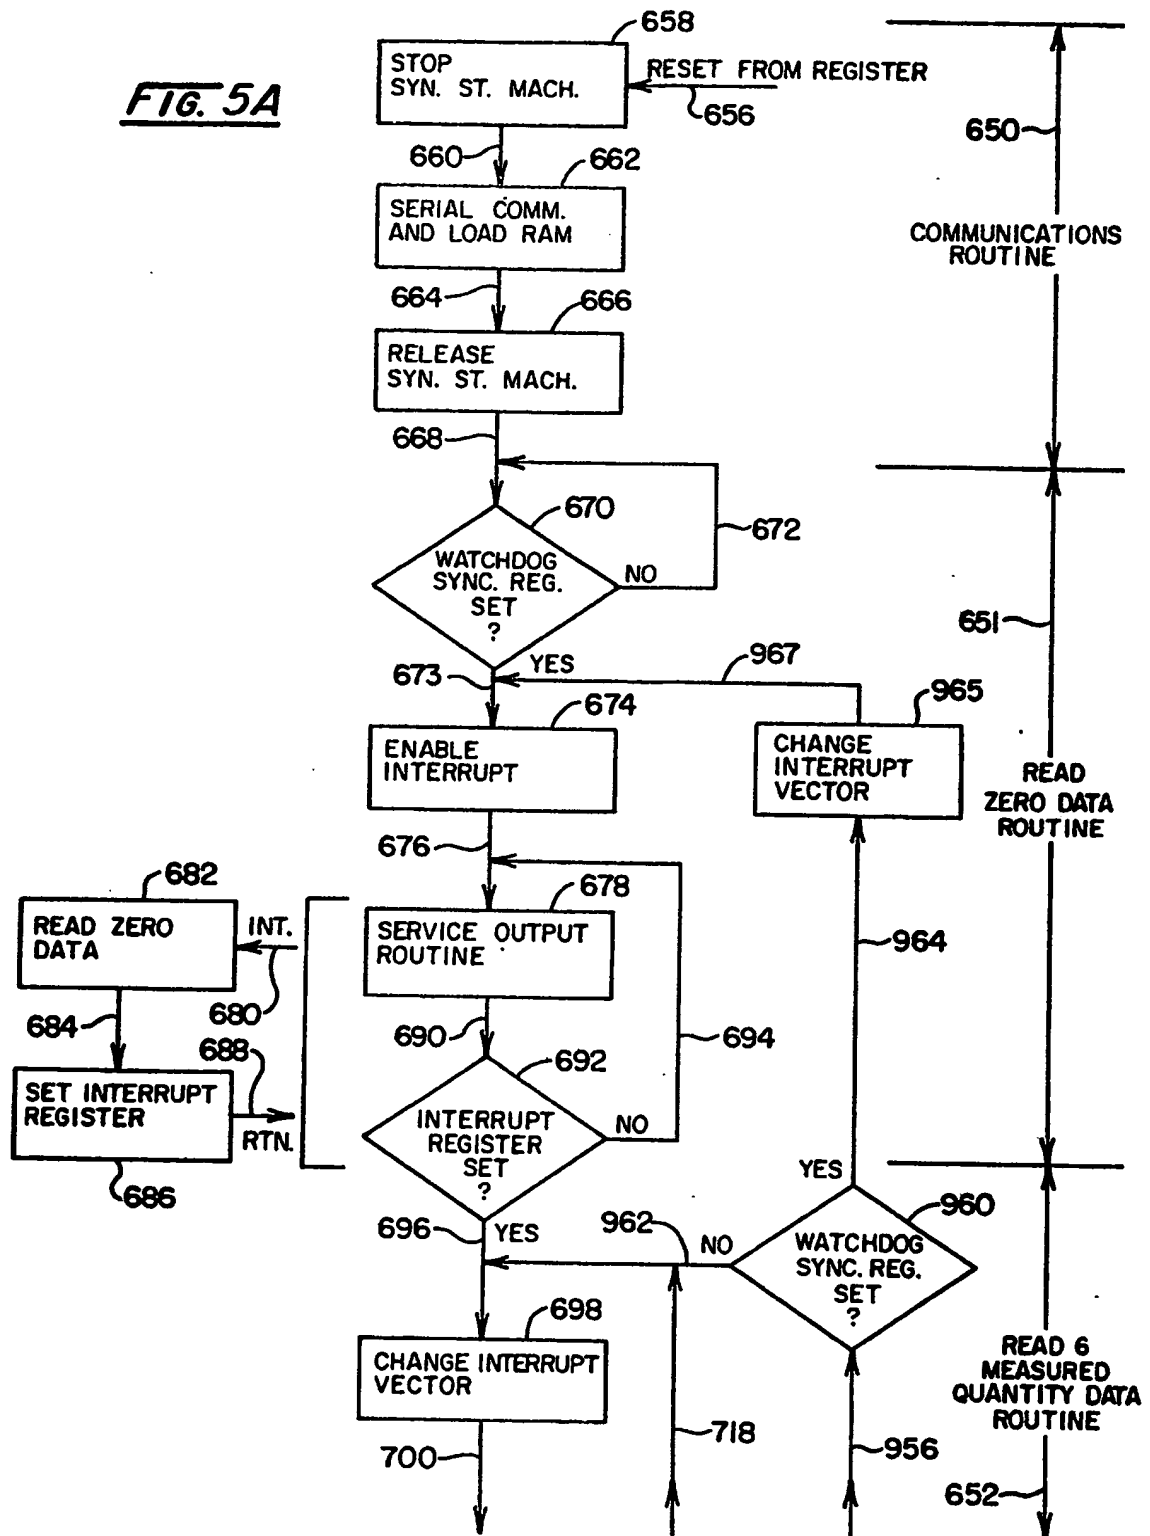 FIG. 5A
658
STOP
SYN. ST. MACH.
RESET FROM REGISTER
656
650
660
662
SERIAL COMM.
AND LOAD RAM
COMMUNICATIONS
ROUTINE
664
666
RELEASE
SYN. ST. MACH.
668
670
672
WATCHDOG
SYNC. REG.
SET
?
NO
651
YES
673
967
674
965
ENABLE
INTERRUPT
CHANGE
INTERRUPT
VECTOR
READ
ZERO DATA
ROUTINE
676
682
678
READ ZERO
DATA
INT.
SERVICE OUTPUT
ROUTINE
964
680
684
690
694
688
692
SET INTERRUPT
REGISTER
RTN.
INTERRUPT
REGISTER
SET
?
NO
686
YES
960
696
YES
962
NO
WATCHDOG
SYNC. REG.
SET
?
698
CHANGE INTERRUPT
VECTOR
READ 6
MEASURED
QUANTITY DATA
ROUTINE
700
718
956
652